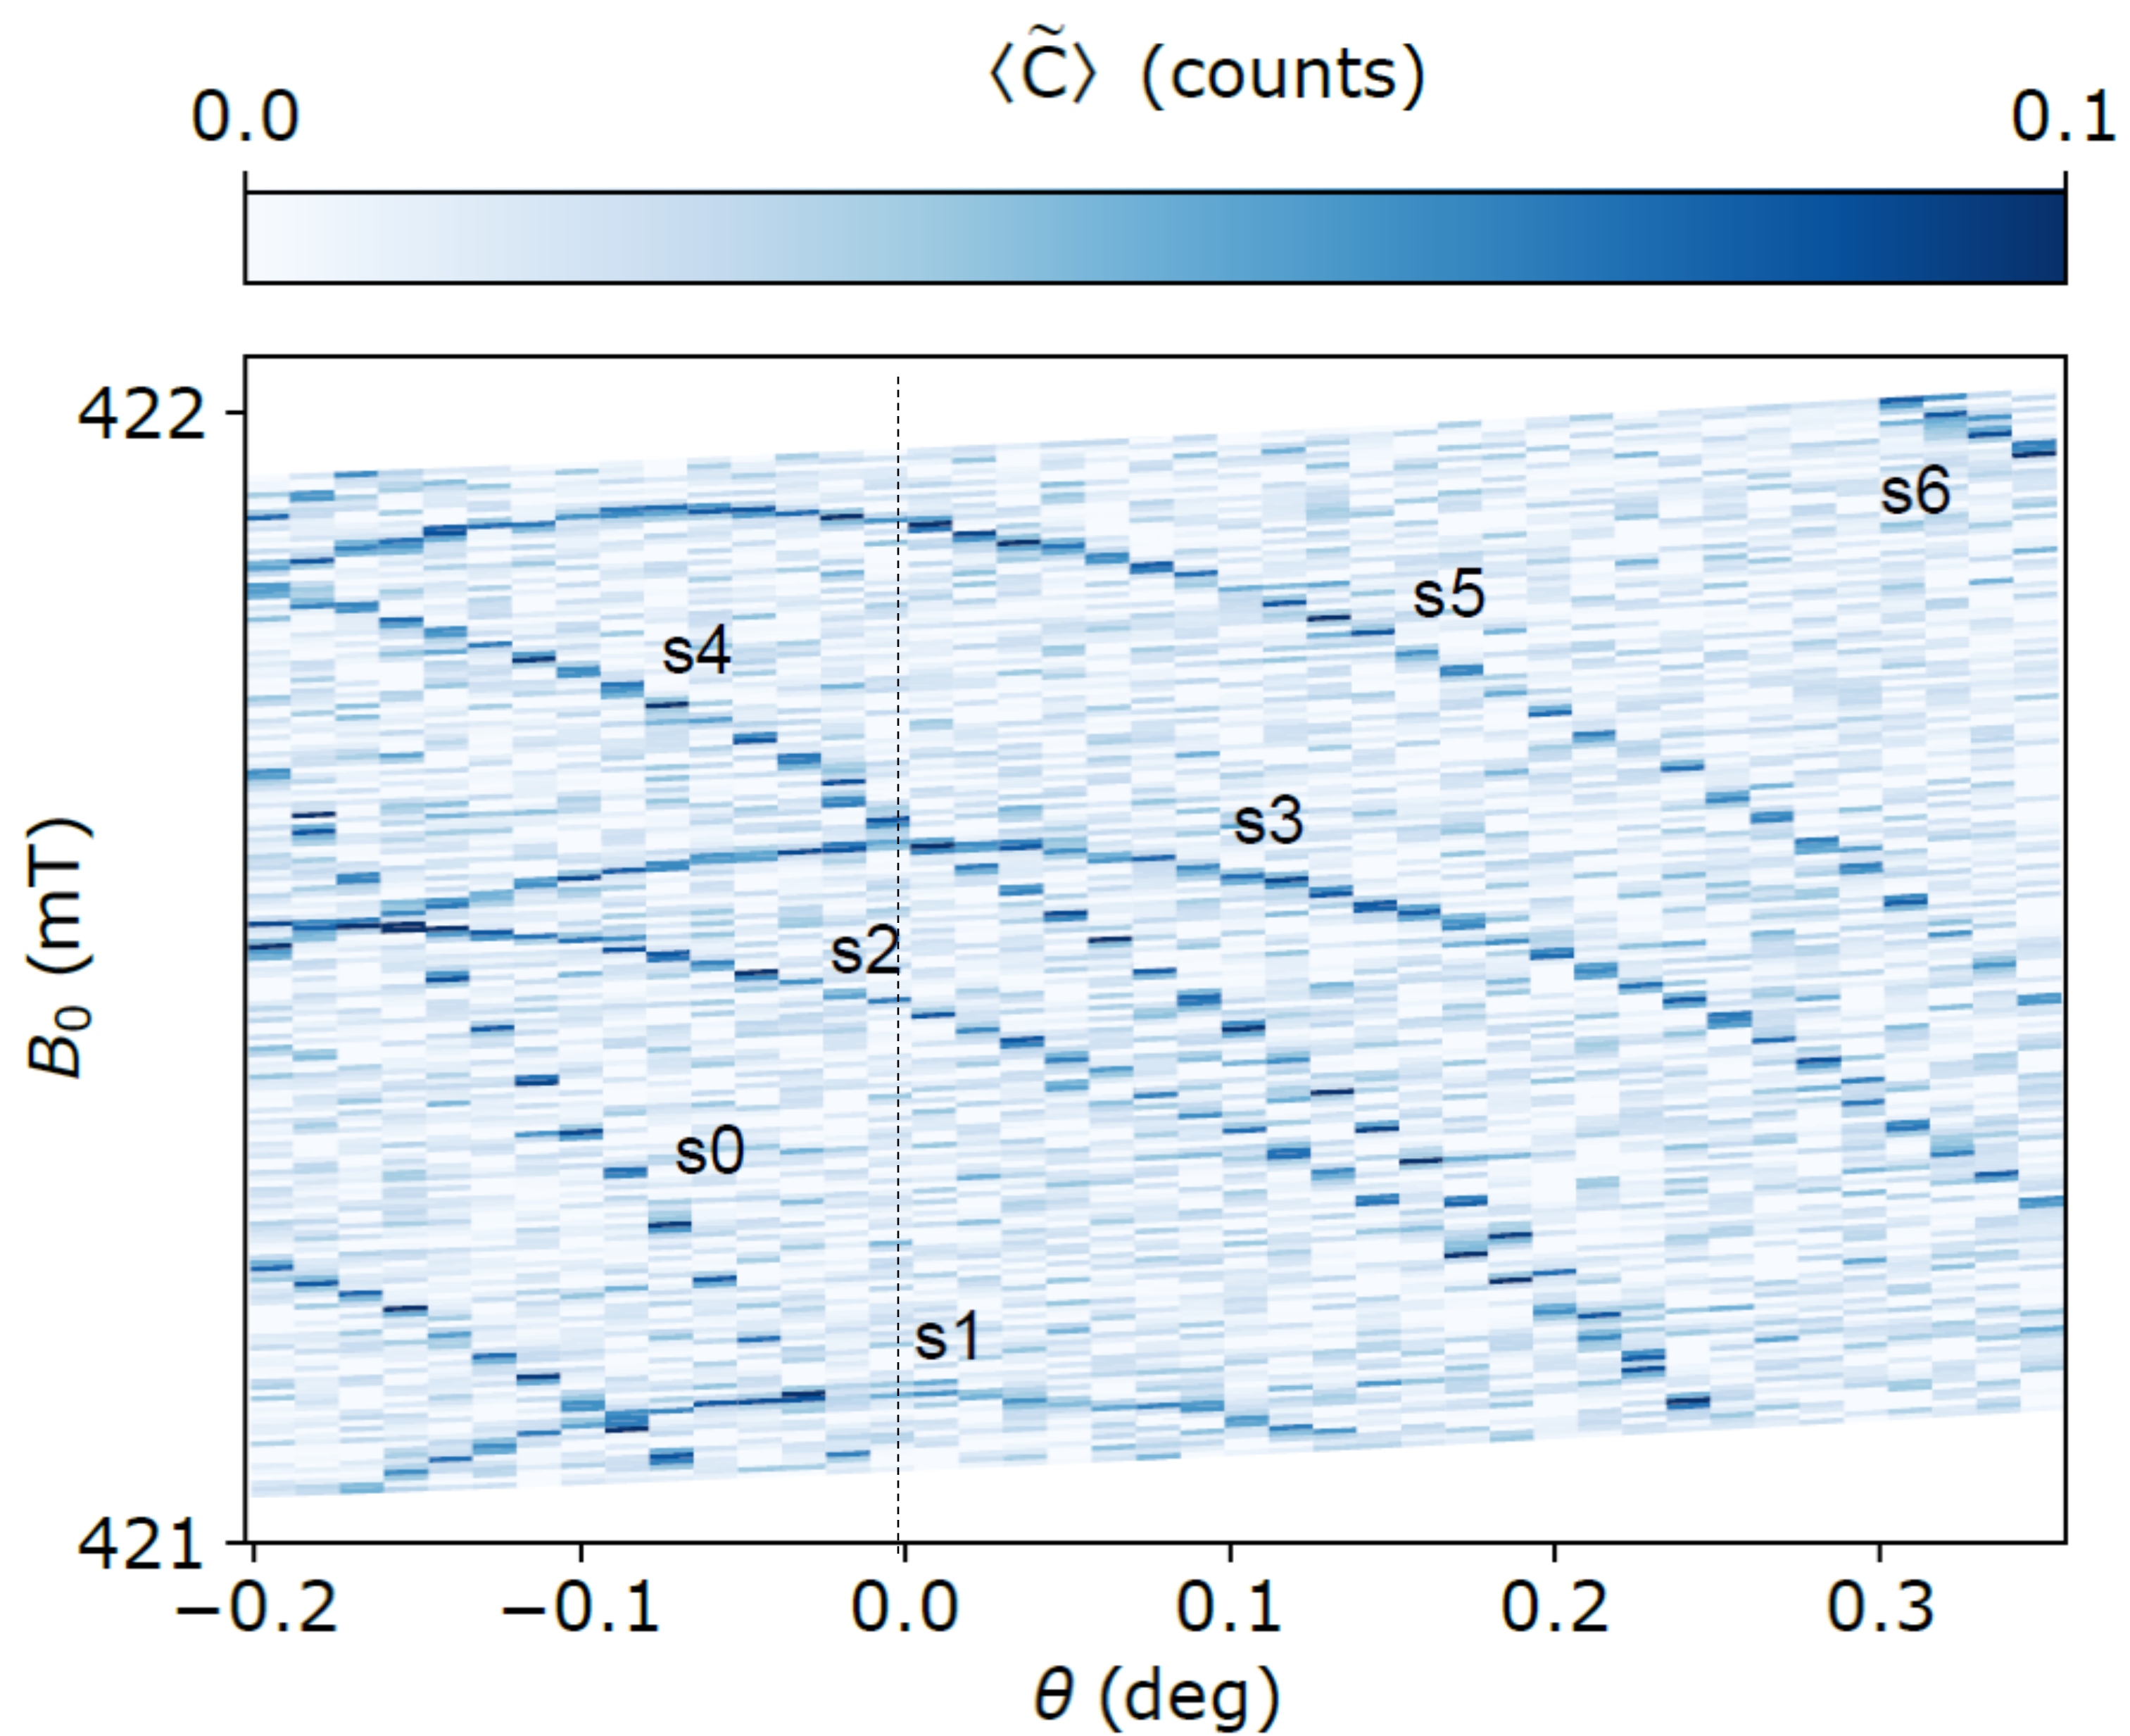 ⟨C̃⟩ (counts)
0.0 0.1
422
s6
s5
s4
s3
s2
s0
s1
B₀ (mT)
421
−0.2 −0.1 0.0 0.1 0.2 0.3
θ (deg)